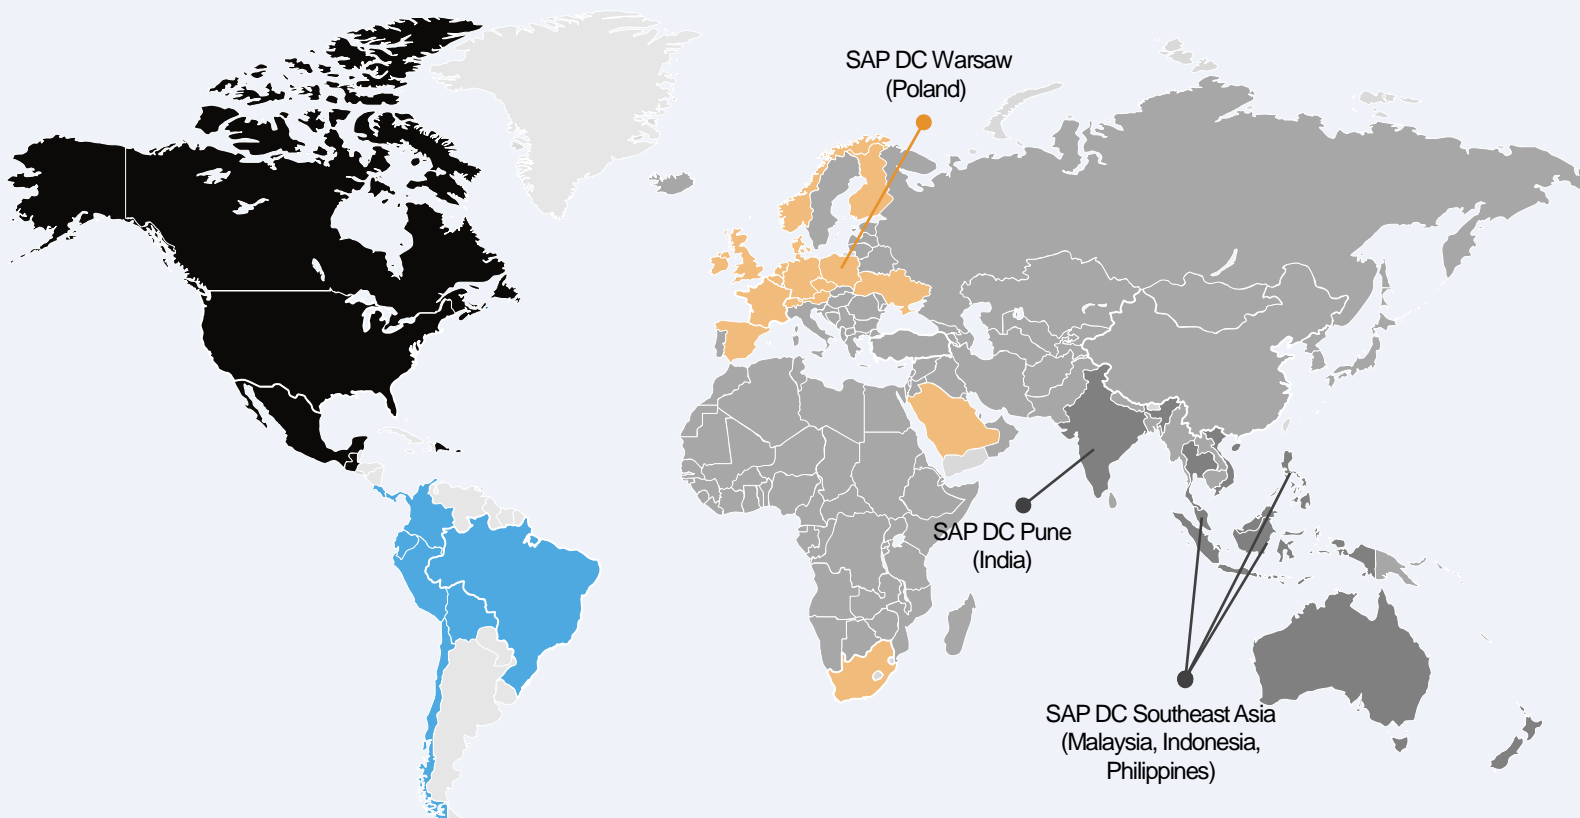 SAP DC Warsaw
(Poland)
SAP DC Pune
(India)
SAP DC Southeast Asia
(Malaysia, Indonesia,
Philippines)